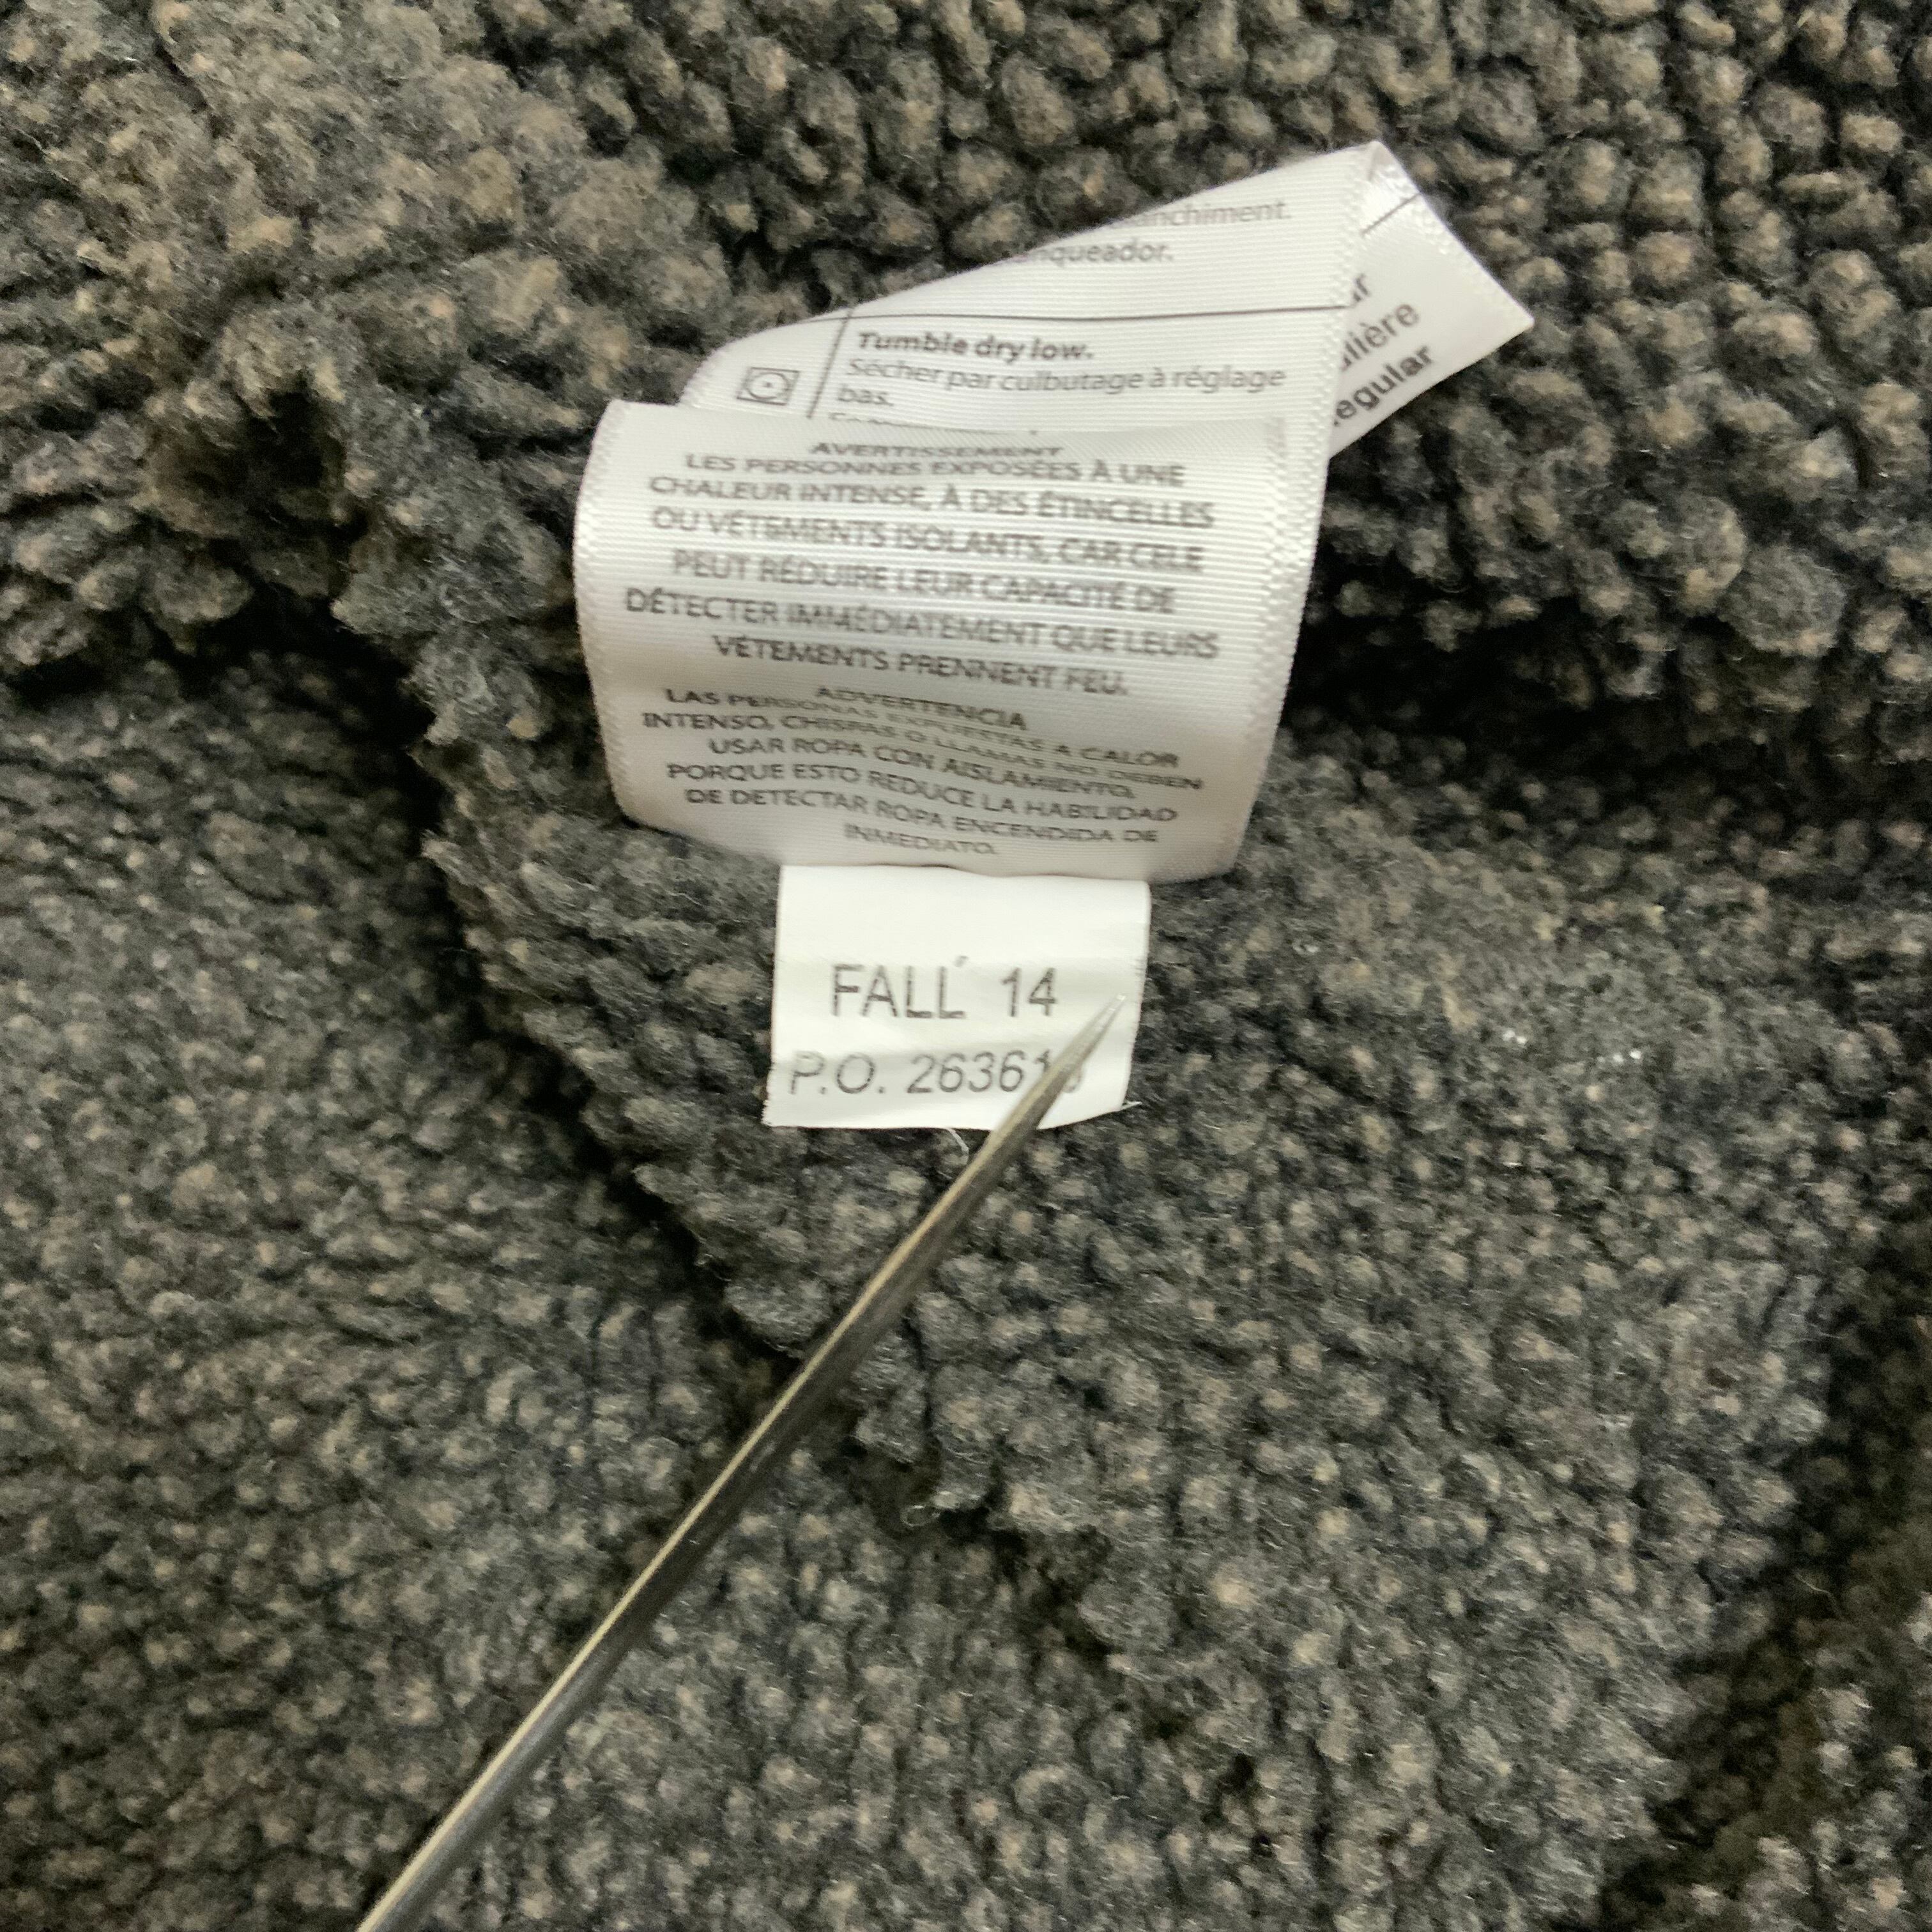 anchiment.
nqueador.
Tumble dry low.
Sécher par culbutage à réglage
bas.
lière
egular
AVERTISSEMENT
LES PERSONNES EXPOSÉES À UNE
CHALEUR INTENSE, À DES ÉTINCELLES
OU VÉTEMENTS ISOLANTS, CAR CELE
PEUT RÉDUIRE LEUR CAPACITÉ DE
DÉTECTER IMMÉDIATEMENT QUE LEURS
VÉTEMENTS PRENNENT FEU.
ADVERTENCIA
LAS PERSONAS EXPUESTAS A CALOR
INTENSO, CHISPAS O LLAMAS NO DEBEN
USAR ROPA CON AISLAMIENTO,
PORQUE ESTO REDUCE LA HABILIDAD
DE DETECTAR ROPA ENCENDIDA DE
INMEDIATO.
FALL' 14
P.O.